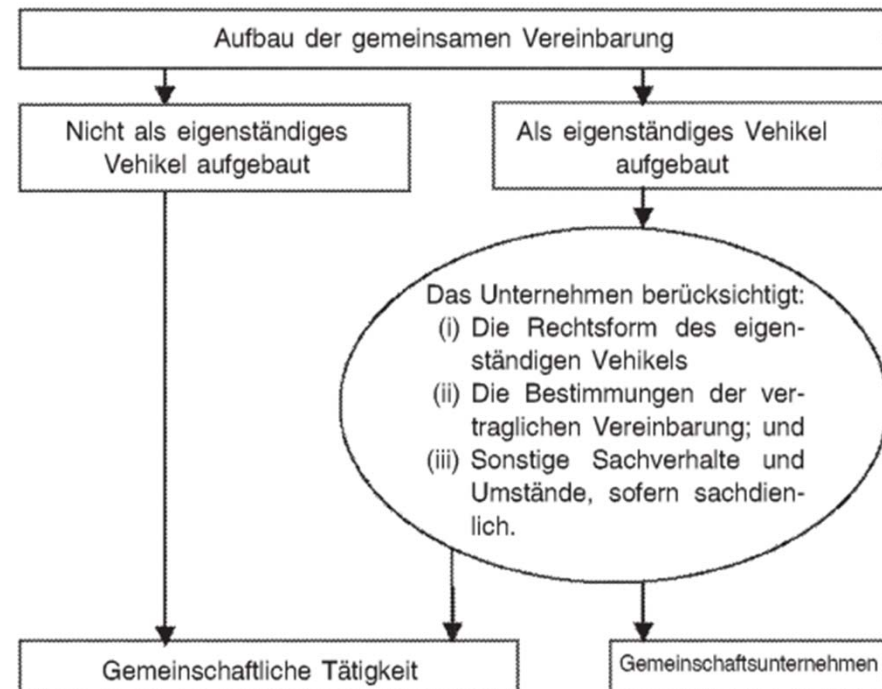 Aufbau der gemeinsamen Vereinbarung
Nicht als eigenständiges
Vehikel aufgebaut
Als eigenständiges Vehikel
aufgebaut
Das Unternehmen berücksichtigt:
(i) Die Rechtsform des eigen-
ständigen Vehikels
(ii) Die Bestimmungen der ver-
traglichen Vereinbarung; und
(iii) Sonstige Sachverhalte und
Umstände, sofern sachdien-
lich.
Gemeinschaftliche Tätigkeit
Gemeinschaftsunternehmen